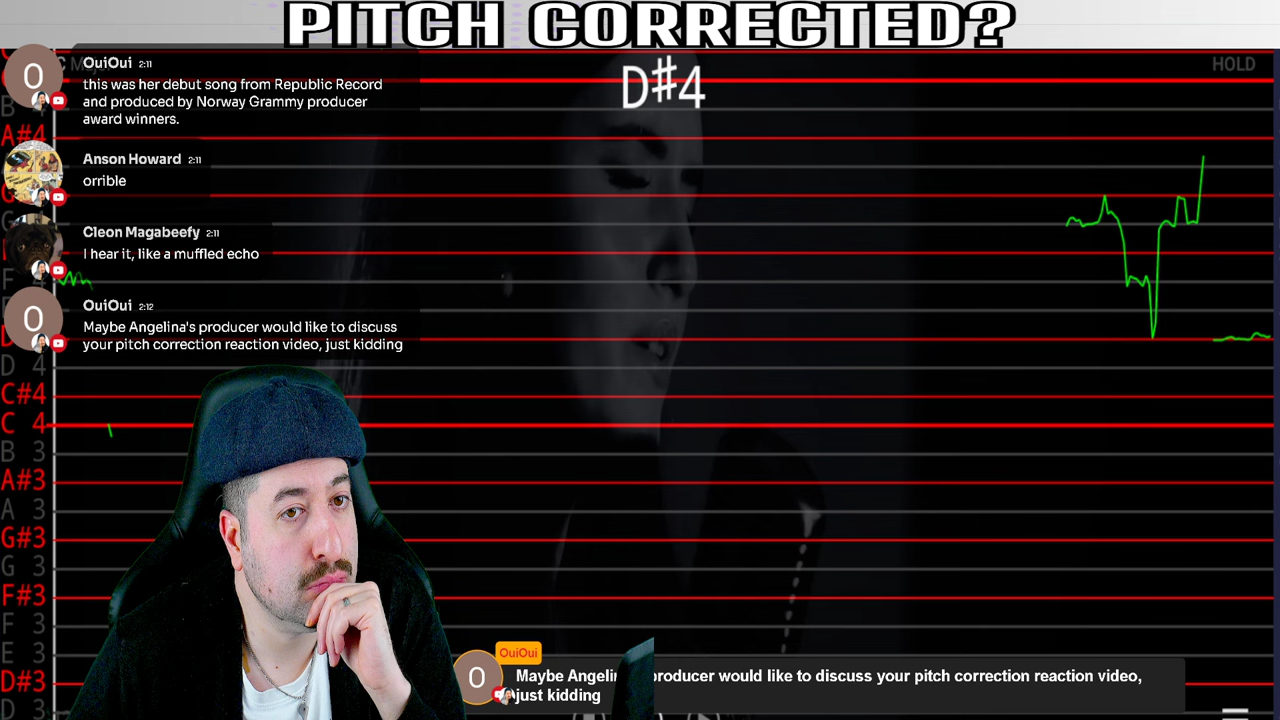 PITCH CORRECTED?
HOLD
D#4
OuiOui 2:11
this was her debut song from Republic Record
and produced by Norway Grammy producer
award winners.
Anson Howard 2:11
orrible
Cleon Magabeefy 2:11
I hear it, like a muffled echo
OuiOui 2:12
Maybe Angelina's producer would like to discuss
your pitch correction reaction video, just kidding
B
A#4
G
F
D 4
C#4
C 4
B 3
A#3
A 3
G#3
G 3
F#3
F 3
E 3
D#3
D 3
OuiOui
Maybe Angelin producer would like to discuss your pitch correction reaction video,
just kidding